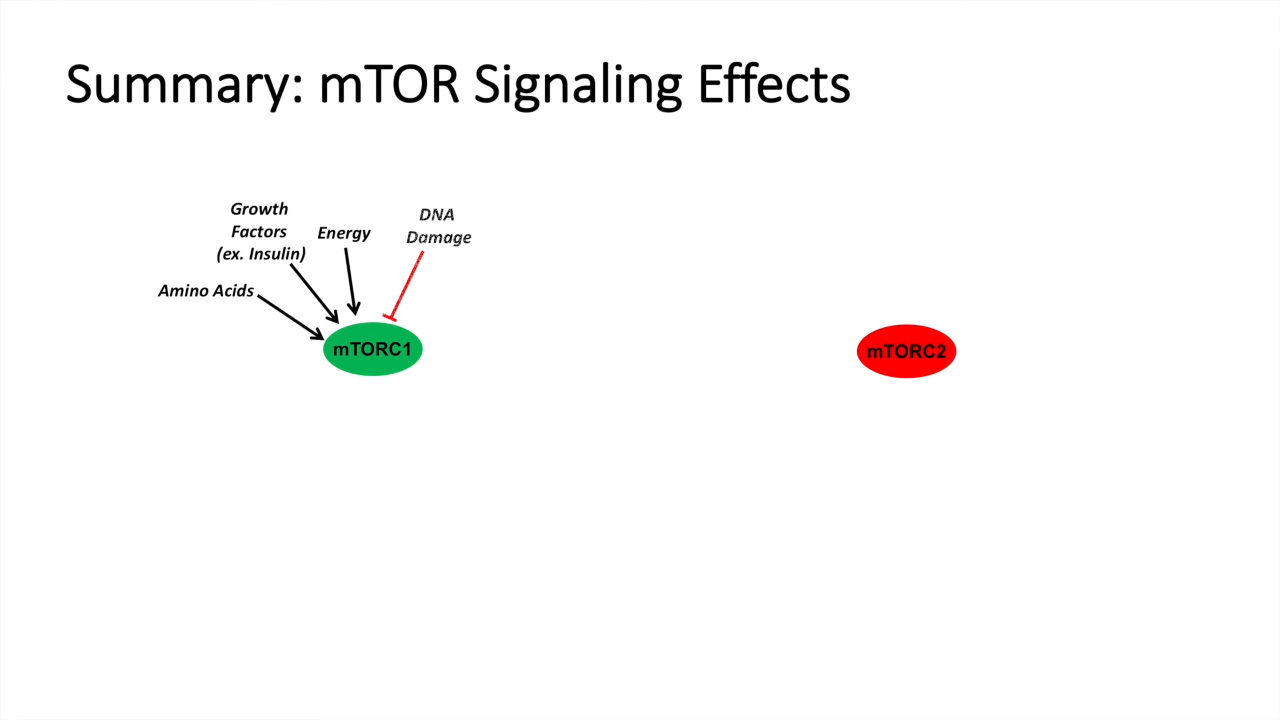 Summary: mTOR Signaling Effects
Growth
Factors
(ex. Insulin)
Energy
DNA
Damage
Amino Acids
mTORC1
mTORC2